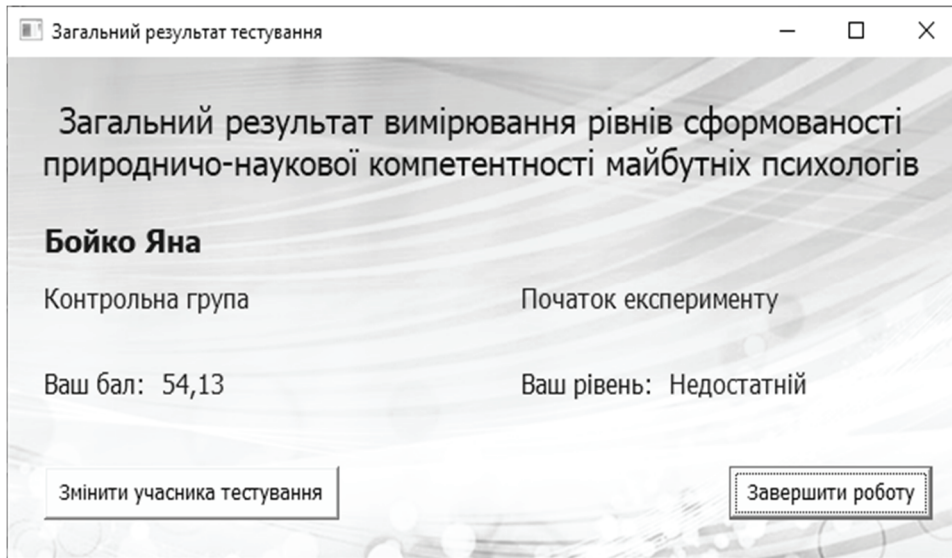 Загальний результат тестування
Загальний результат вимірювання рівнів сформованості
природничо-наукової компетентності майбутніх психологів
Бойко Яна
Контрольна група
Початок експерименту
Ваш бал: 54,13
Ваш рівень: Недостатній
Змінити учасника тестування
Завершити роботу